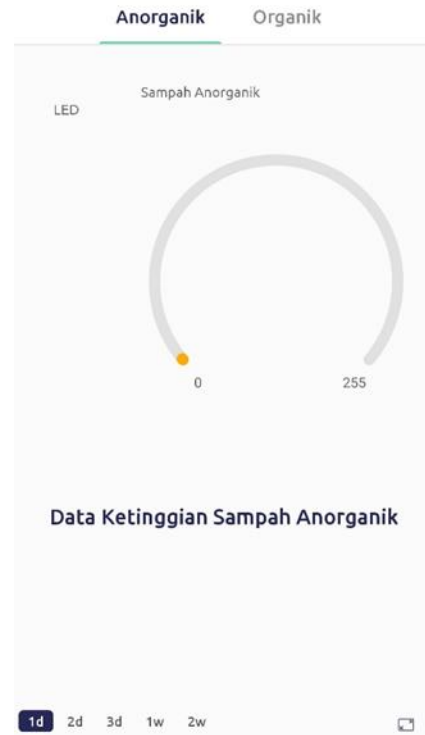 Anorganik Organik
Sampah Anorganik
LED
0 255
Data Ketinggian Sampah Anorganik
1d 2d 3d 1w 2w